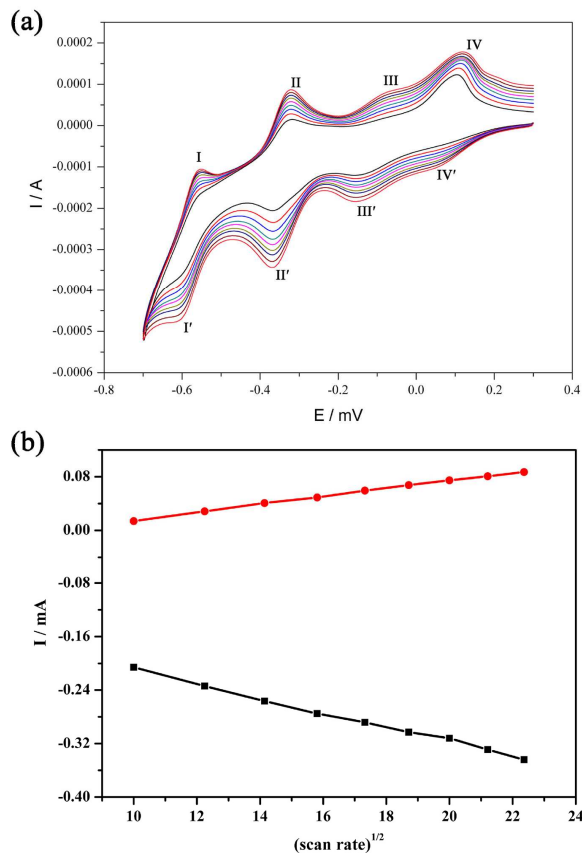 (a)
I / A
0.0002
0.0001
0.0000
-0.0001
-0.0002
-0.0003
-0.0004
-0.0005
-0.0006
I
II
III
IV
I'
II'
III'
IV'
-0.8
-0.6
-0.4
-0.2
0.0
0.2
0.4
E / mV
(b)
I / mA
0.08
0.00
-0.08
-0.16
-0.24
-0.32
-0.40
10
12
14
16
18
20
22
24
(scan rate)^1/2